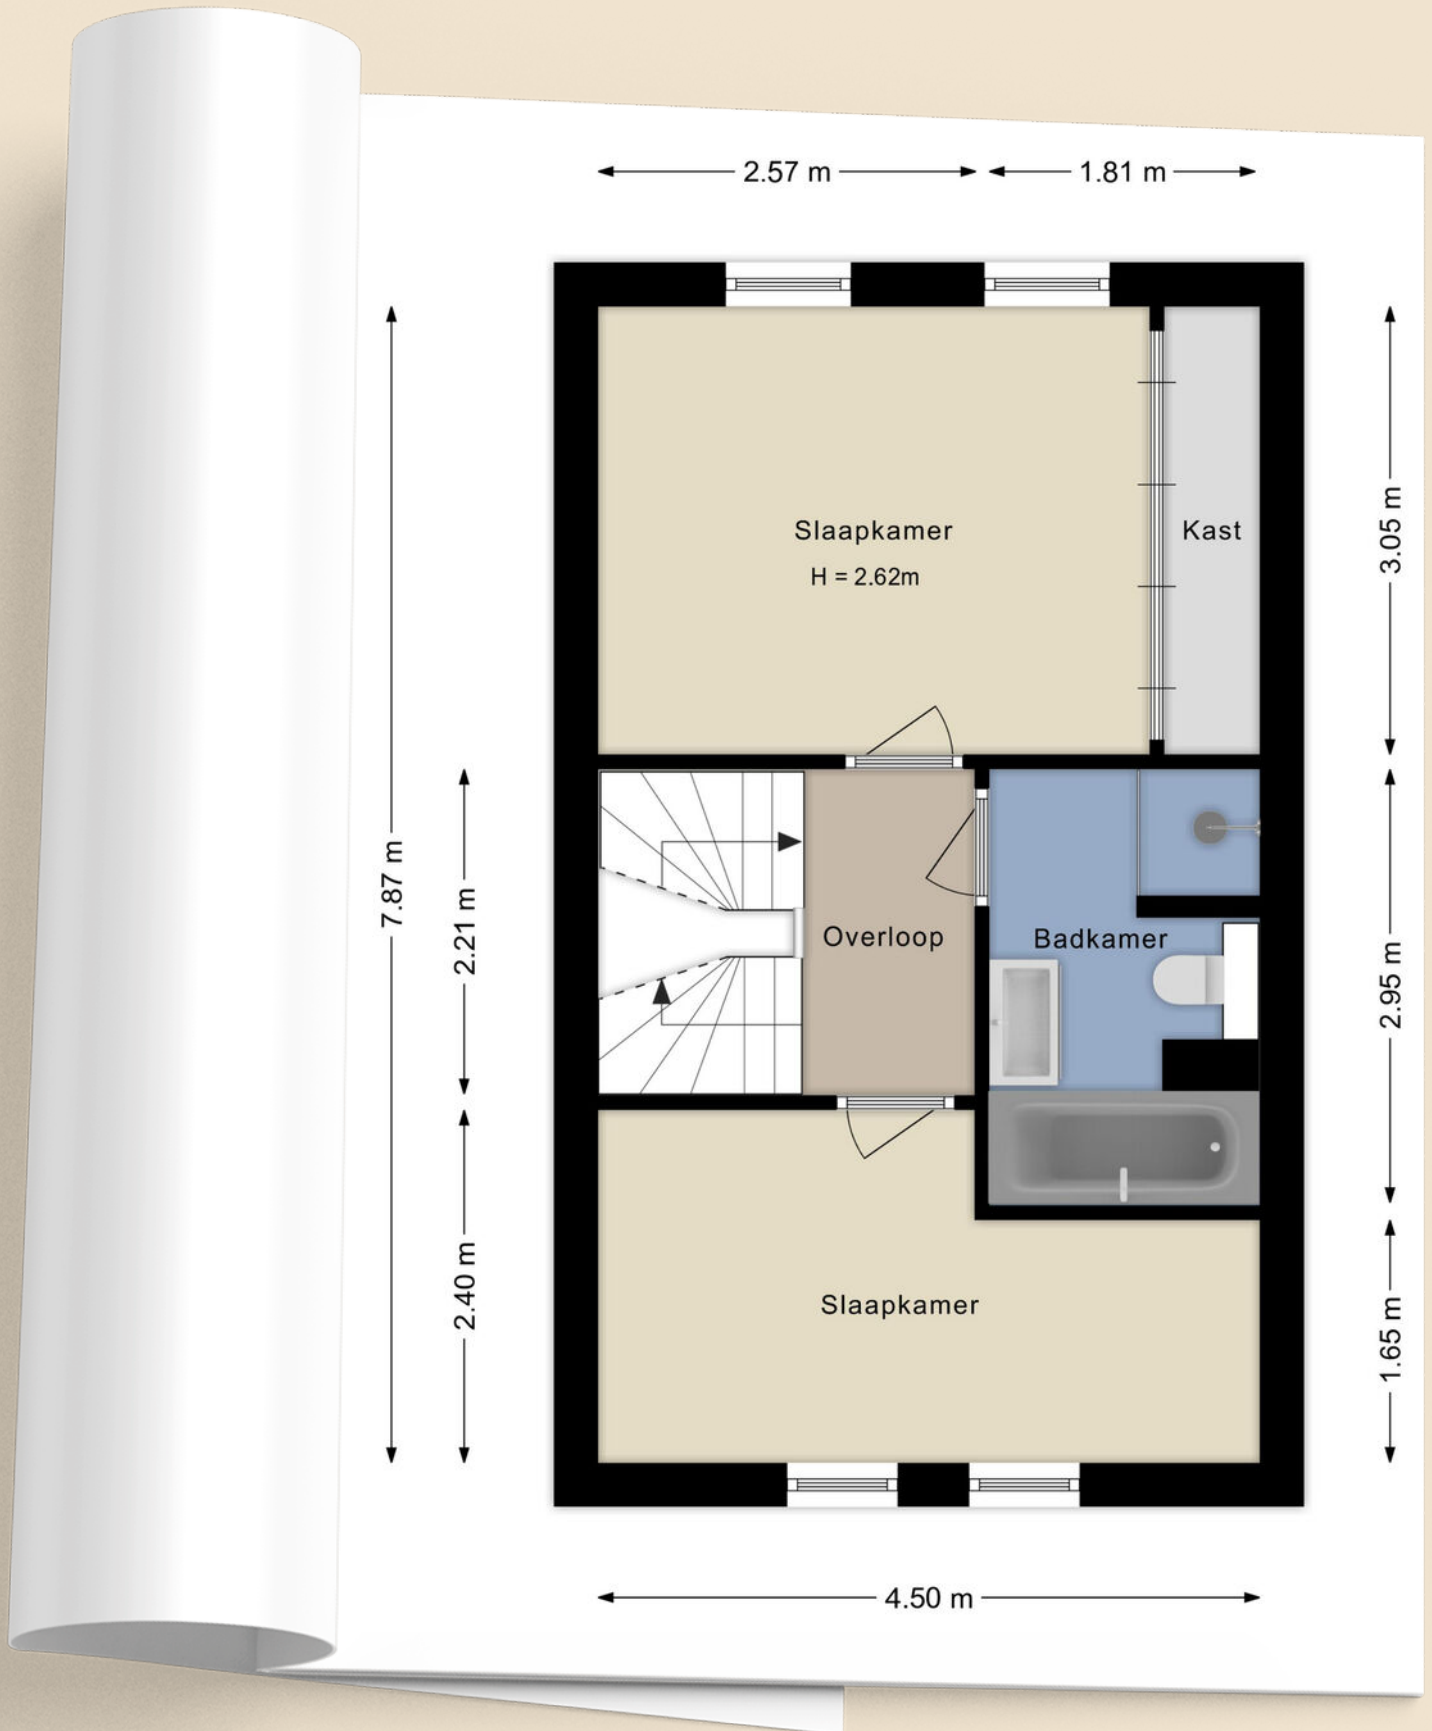 2.57 m
1.81 m
Slaapkamer
H = 2.62m
Kast
3.05 m
7.87 m
2.21 m
Overloop
Badkamer
2.95 m
2.40 m
Slaapkamer
1.65 m
4.50 m